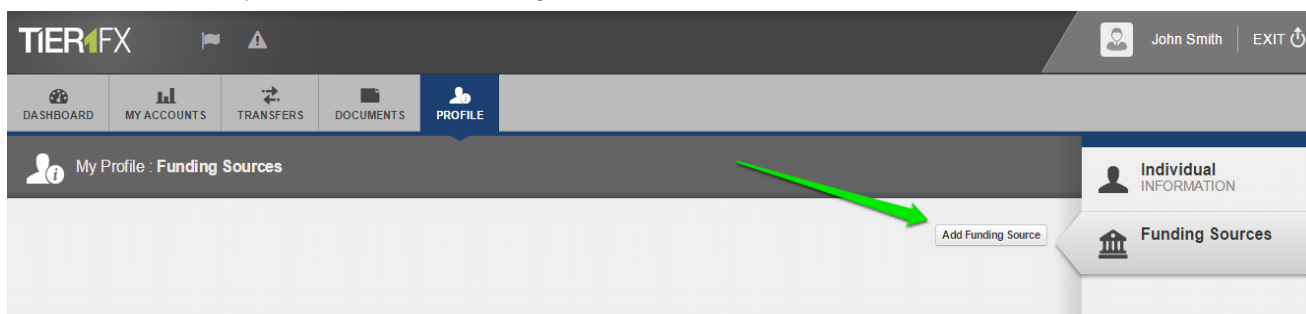 TIER1FX
John Smith
EXIT
DASHBOARD
MY ACCOUNTS
TRANSFERS
DOCUMENTS
PROFILE
My Profile : Funding Sources
Individual
INFORMATION
Add Funding Source
Funding Sources